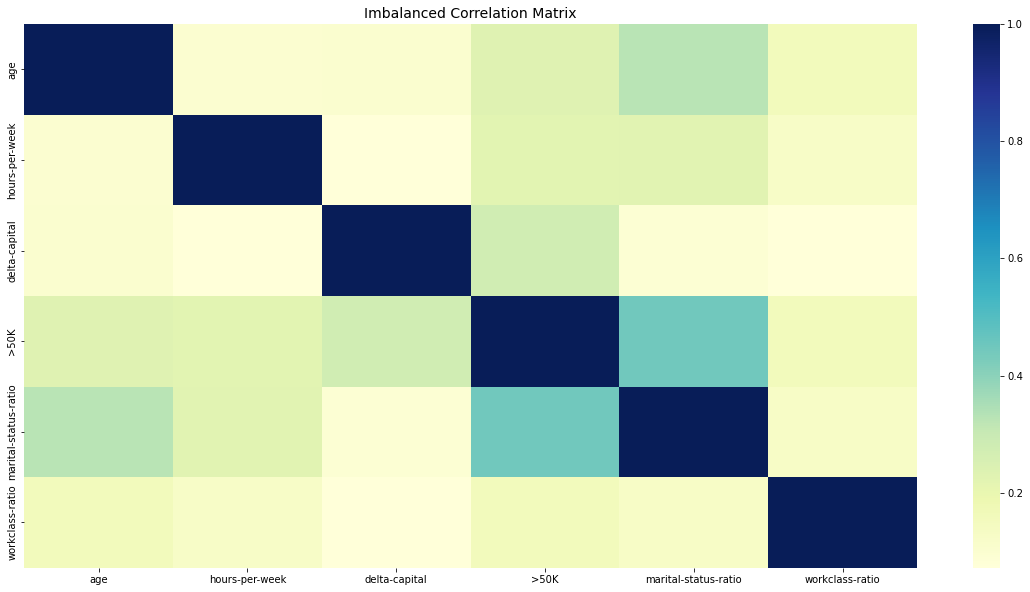 Imbalanced Correlation Matrix
age
hours-per-week
delta-capital
>50K
marital-status-ratio
workclass-ratio
age
hours-per-week
delta-capital
>50K
marital-status-ratio
workclass-ratio
1.0
0.8
0.6
0.4
0.2